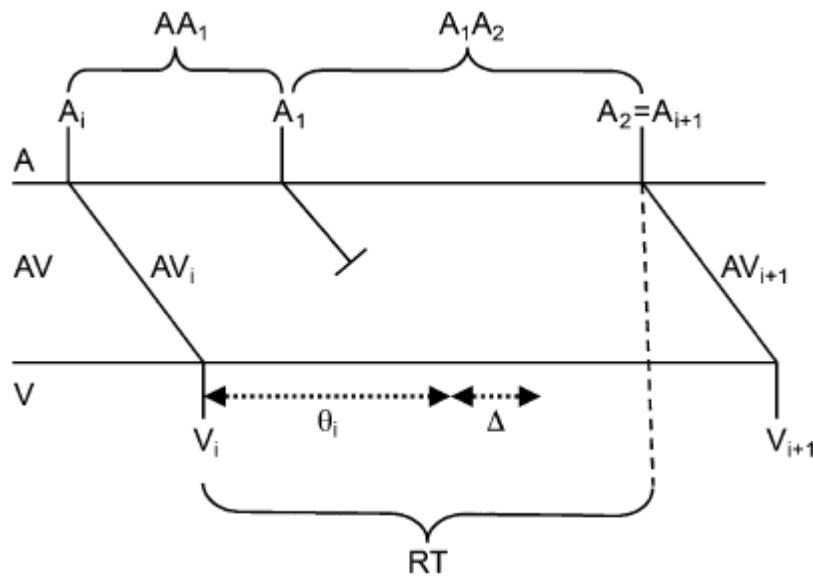 AA₁ A₁A₂
Aᵢ A₁ A₂=Aᵢ₊₁
A
AV AVᵢ AVᵢ₊₁
V
θᵢ Δ
Vᵢ Vᵢ₊₁
RT